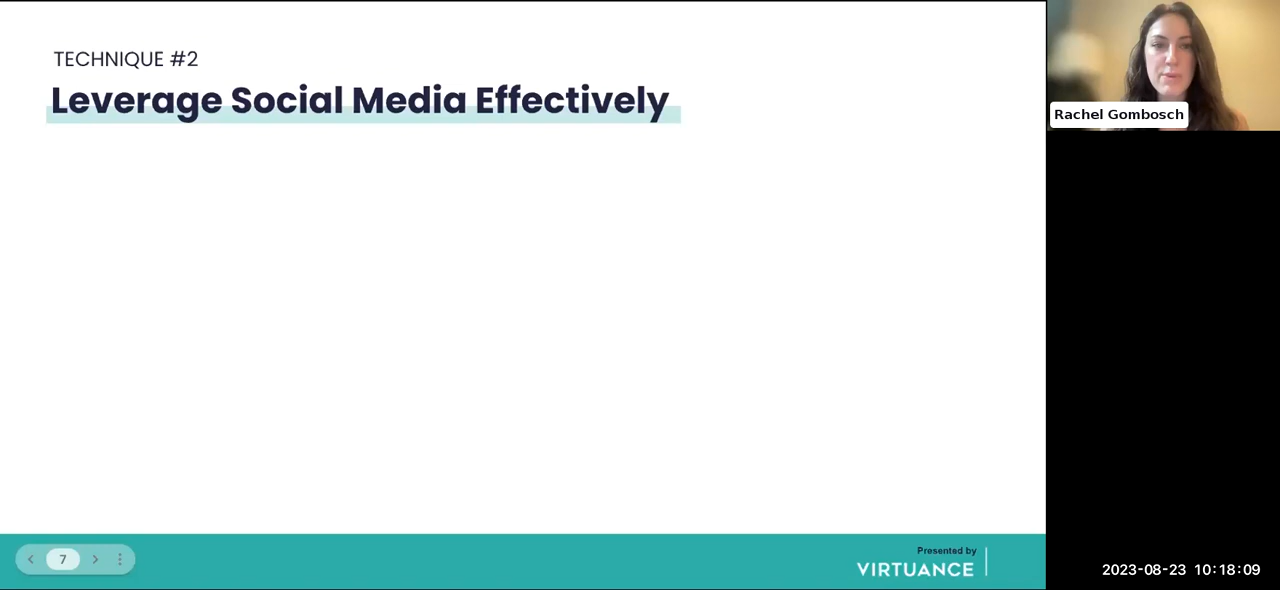 TECHNIQUE #2
Leverage Social Media Effectively
Rachel Gombosch
7
Presented by
VIRTUANCE
2023-08-23 10:18:09